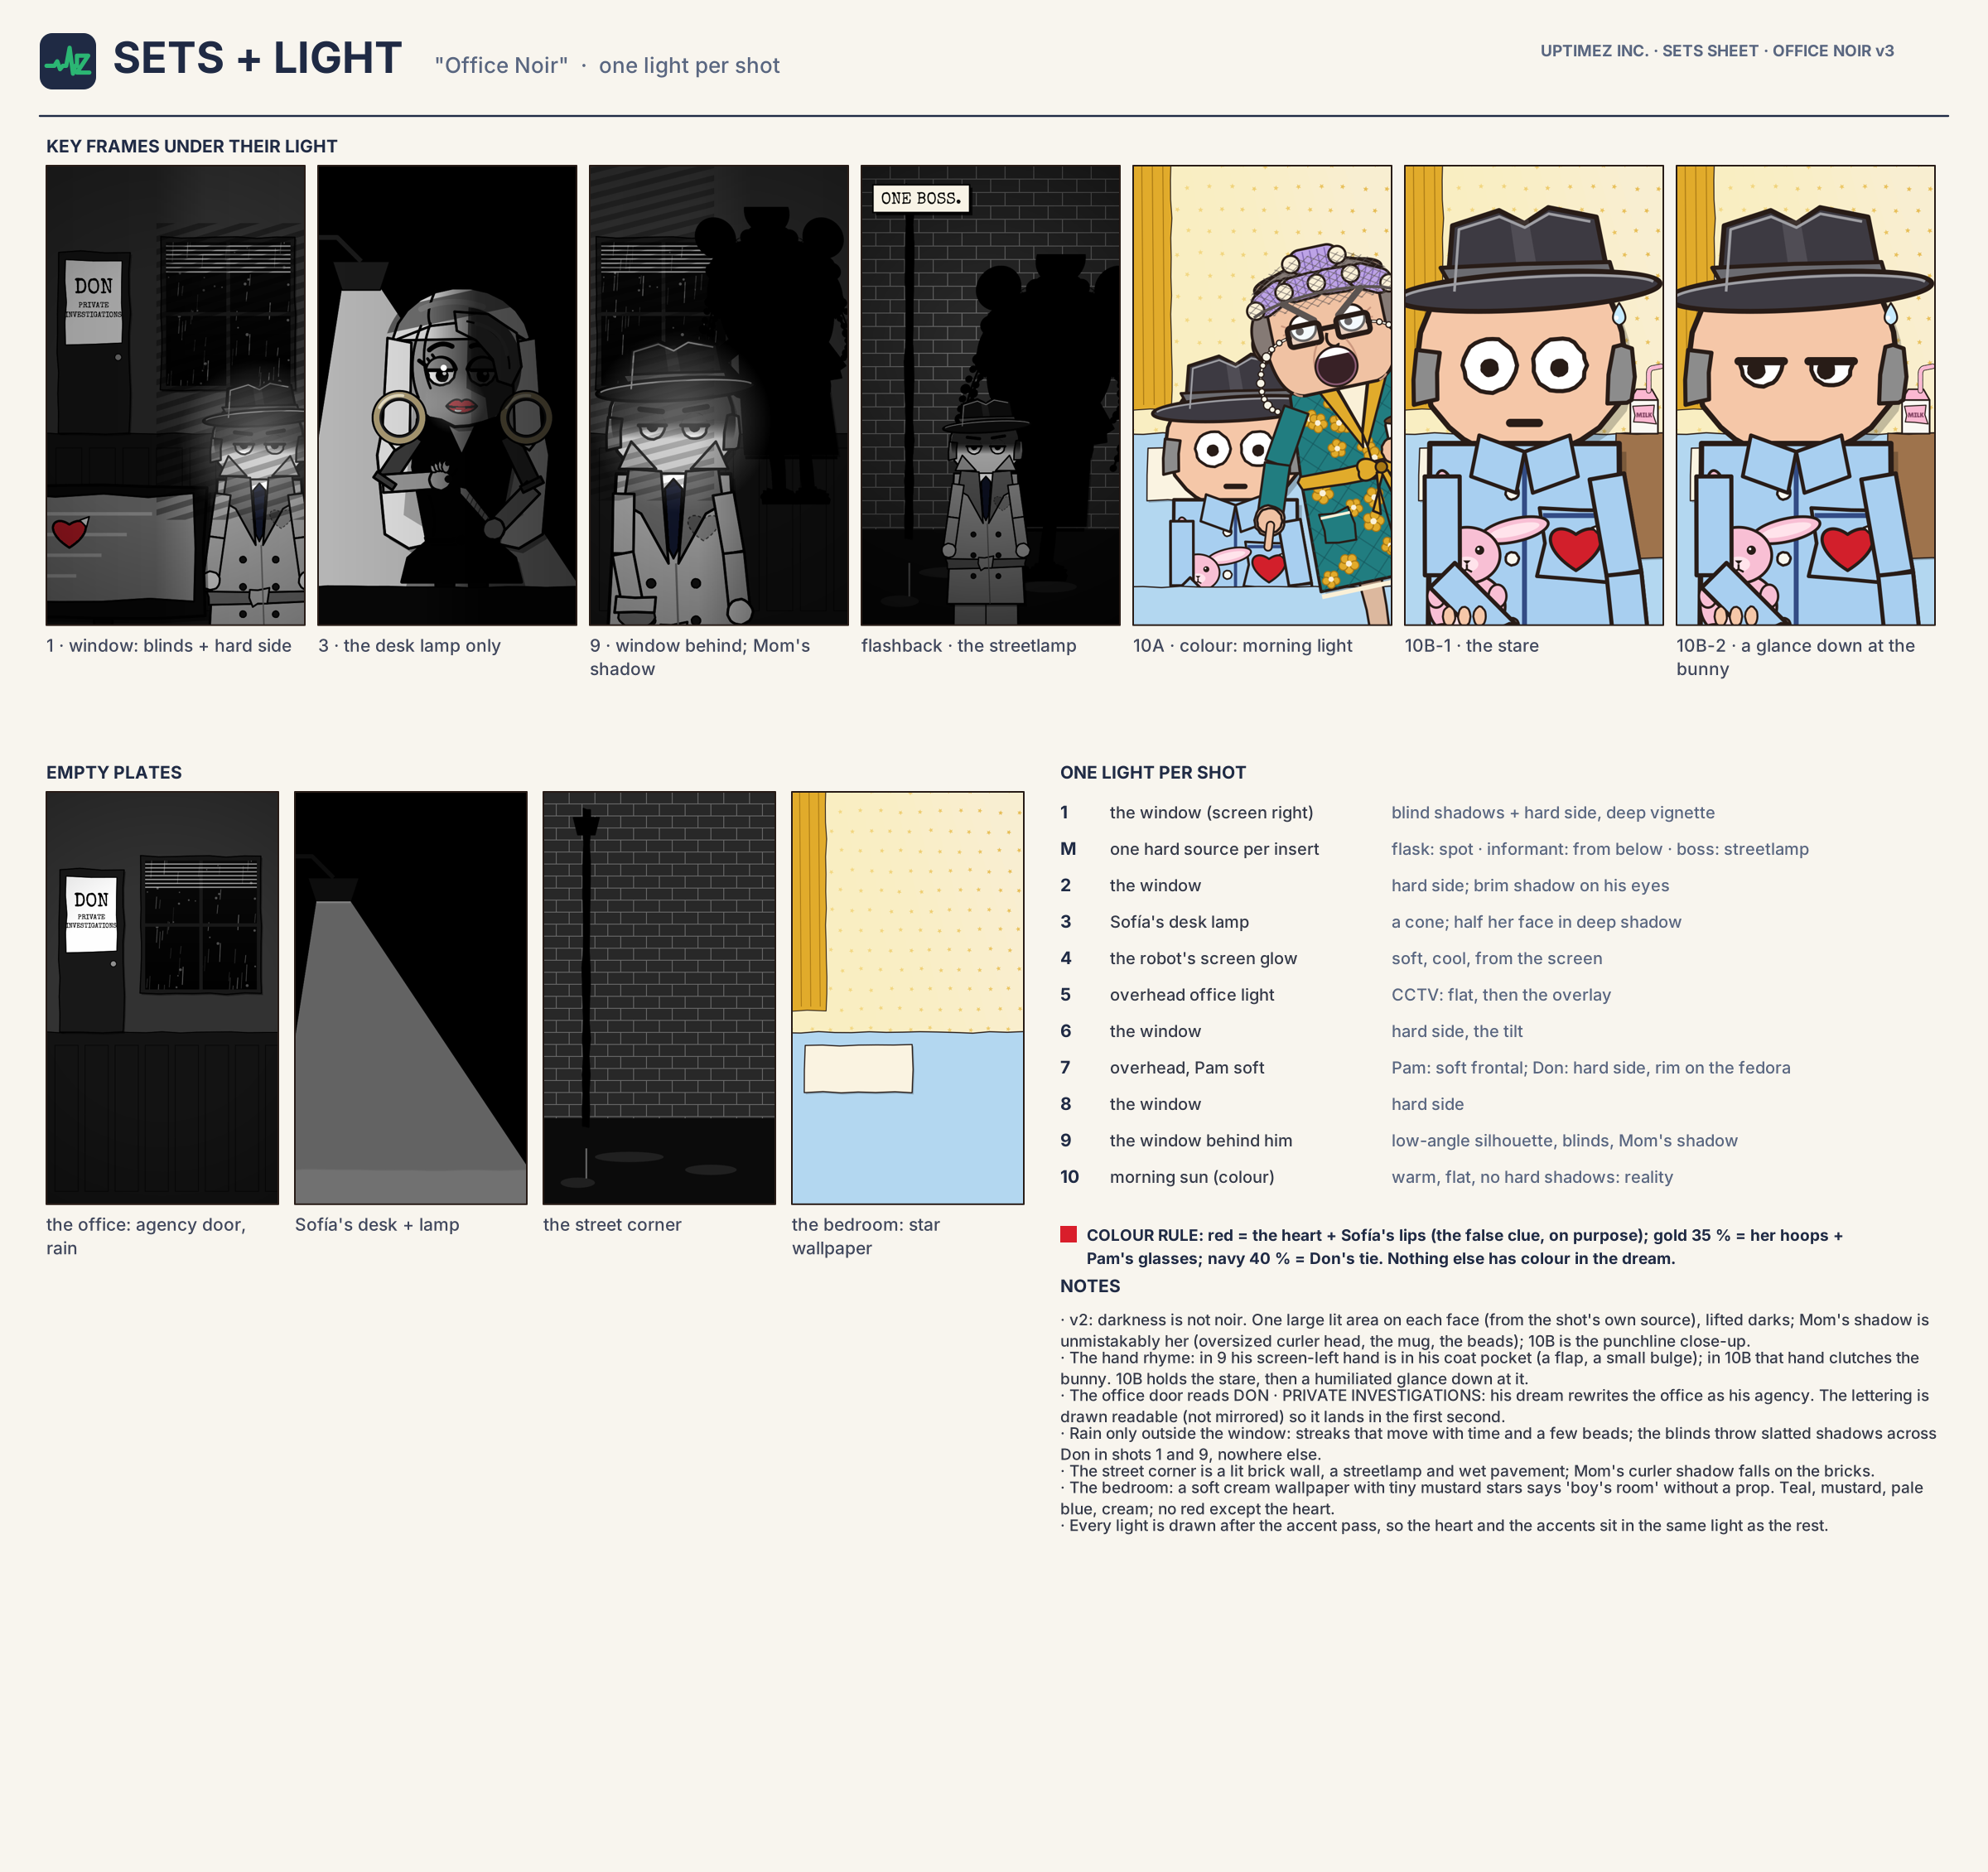 SETS + LIGHT
"Office Noir" · one light per shot
UPTIMEZ INC. · SETS SHEET · OFFICE NOIR v3
KEY FRAMES UNDER THEIR LIGHT
DON
PRIVATE
INVESTIGATIONS
ONE BOSS.
MILK
MILK
1 · window: blinds + hard side
3 · the desk lamp only
9 · window behind; Mom's
shadow
flashback · the streetlamp
10A · colour: morning light
10B-1 · the stare
10B-2 · a glance down at the
bunny
EMPTY PLATES
DON
PRIVATE
INVESTIGATIONS
the office: agency door,
rain
Sofía's desk + lamp
the street corner
the bedroom: star
wallpaper
ONE LIGHT PER SHOT
1 the window (screen right) blind shadows + hard side, deep vignette
M one hard source per insert flask: spot · informant: from below · boss: streetlamp
2 the window hard side; brim shadow on his eyes
3 Sofía's desk lamp a cone; half her face in deep shadow
4 the robot's screen glow soft, cool, from the screen
5 overhead office light CCTV: flat, then the overlay
6 the window hard side, the tilt
7 overhead, Pam soft Pam: soft frontal; Don: hard side, rim on the fedora
8 the window hard side
9 the window behind him low-angle silhouette, blinds, Mom's shadow
10 morning sun (colour) warm, flat, no hard shadows: reality
COLOUR RULE: red = the heart + Sofía's lips (the false clue, on purpose); gold 35 % = her hoops +
Pam's glasses; navy 40 % = Don's tie. Nothing else has colour in the dream.
NOTES
· v2: darkness is not noir. One large lit area on each face (from the shot's own source), lifted darks; Mom's shadow is
unmistakably her (oversized curler head, the mug, the beads); 10B is the punchline close-up.
· The hand rhyme: in 9 his screen-left hand is in his coat pocket (a flap, a small bulge); in 10B that hand clutches the
bunny. 10B holds the stare, then a humiliated glance down at it.
· The office door reads DON · PRIVATE INVESTIGATIONS: his dream rewrites the office as his agency. The lettering is
drawn readable (not mirrored) so it lands in the first second.
· Rain only outside the window: streaks that move with time and a few beads; the blinds throw slatted shadows across
Don in shots 1 and 9, nowhere else.
· The street corner is a lit brick wall, a streetlamp and wet pavement; Mom's curler shadow falls on the bricks.
· The bedroom: a soft cream wallpaper with tiny mustard stars says 'boy's room' without a prop. Teal, mustard, pale
blue, cream; no red except the heart.
· Every light is drawn after the accent pass, so the heart and the accents sit in the same light as the rest.